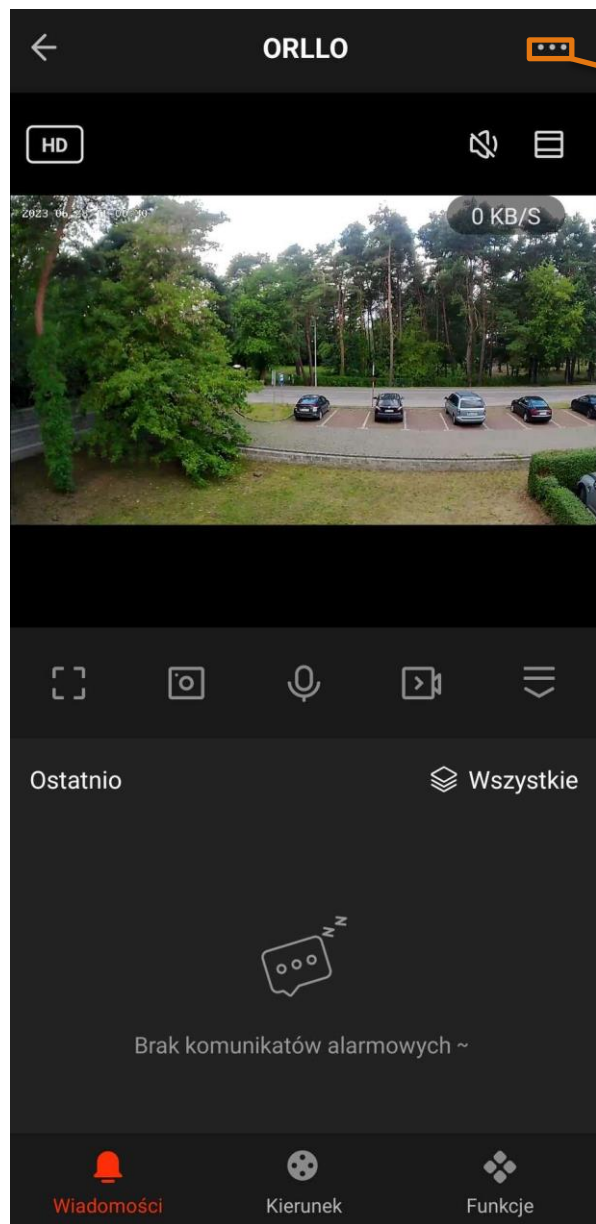 ORLLO
HD
0 KB/S
Ostatnio
Wszystkie
Brak komunikatów alarmowych ~
Wiadomości
Kierunek
Funkcje